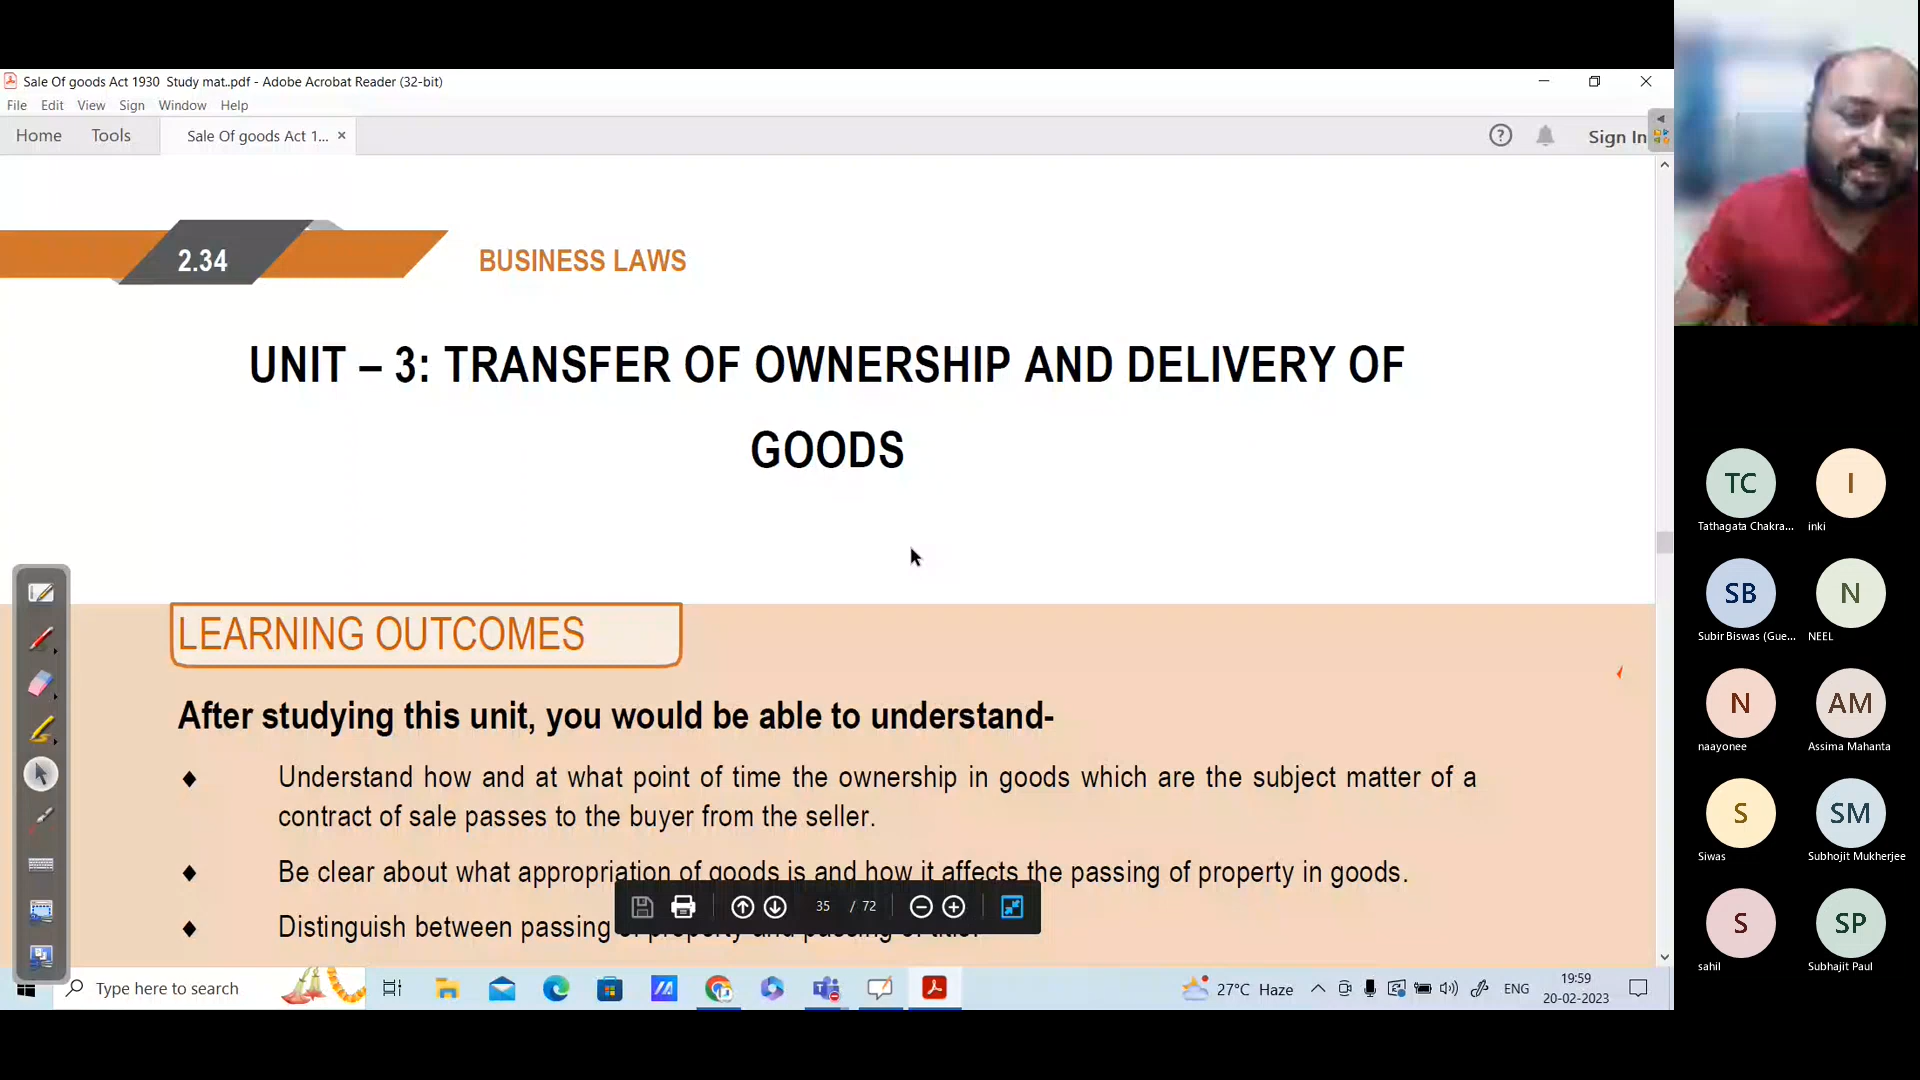 Sale Of goods Act 1930 Study mat..pdf - Adobe Acrobat Reader (32-bit)
File Edit View Sign Window Help
Home Tools Sale Of goods Act 1... × Sign In
2.34 BUSINESS LAWS
UNIT – 3: TRANSFER OF OWNERSHIP AND DELIVERY OF
GOODS
LEARNING OUTCOMES
After studying this unit, you would be able to understand-
♦ Understand how and at what point of time the ownership in goods which are the subject matter of a
contract of sale passes to the buyer from the seller.
♦ Be clear about what appropriation of goods is and how it affects the passing of property in goods.
♦ Distinguish between passing of property and passing of title.
35 / 72
Type here to search
27°C Haze
ENG
19:59
20-02-2023
TC I
Tathagata Chakra... inki
SB N
Subir Biswas (Gue... NEEL
N AM
naayonee Assima Mahanta
S SM
Siwas Subhojit Mukherjee
S SP
sahil Subhajit Paul